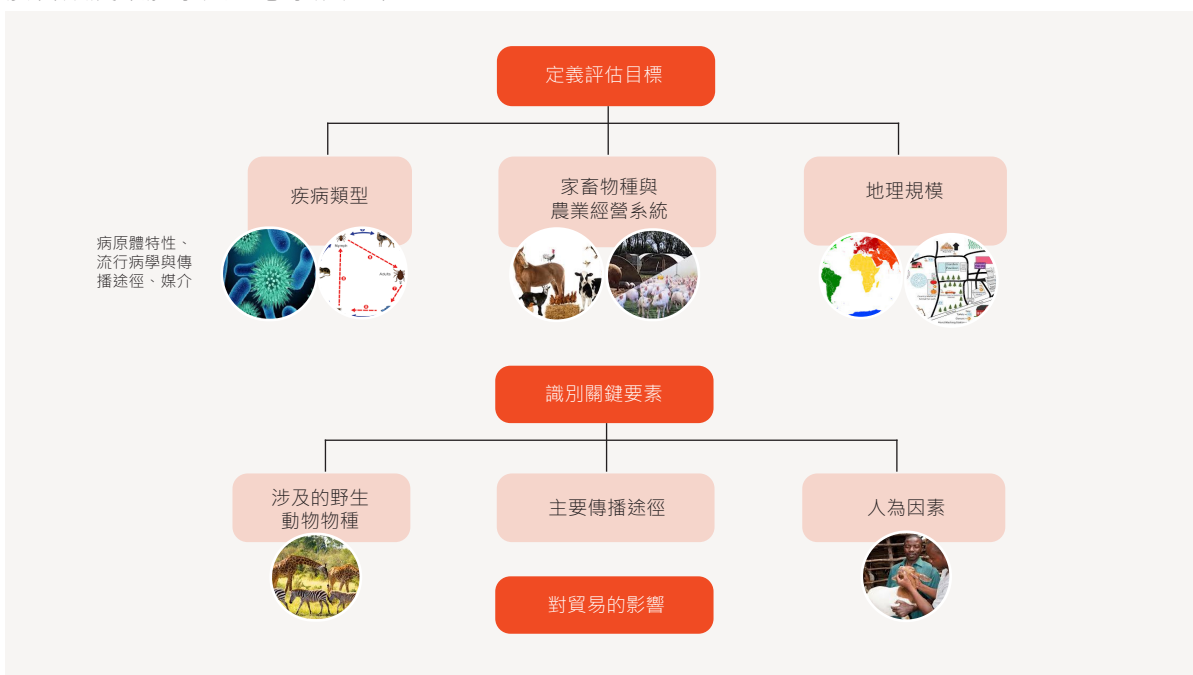 定義評估目標
疾病類型
家畜物種與
農業經營系統
地理規模
病原體特性、
流行病學與傳
播途徑、媒介
Nymph
識別關鍵要素
涉及的野生
動物物種
主要傳播途徑
人為因素
對貿易的影響